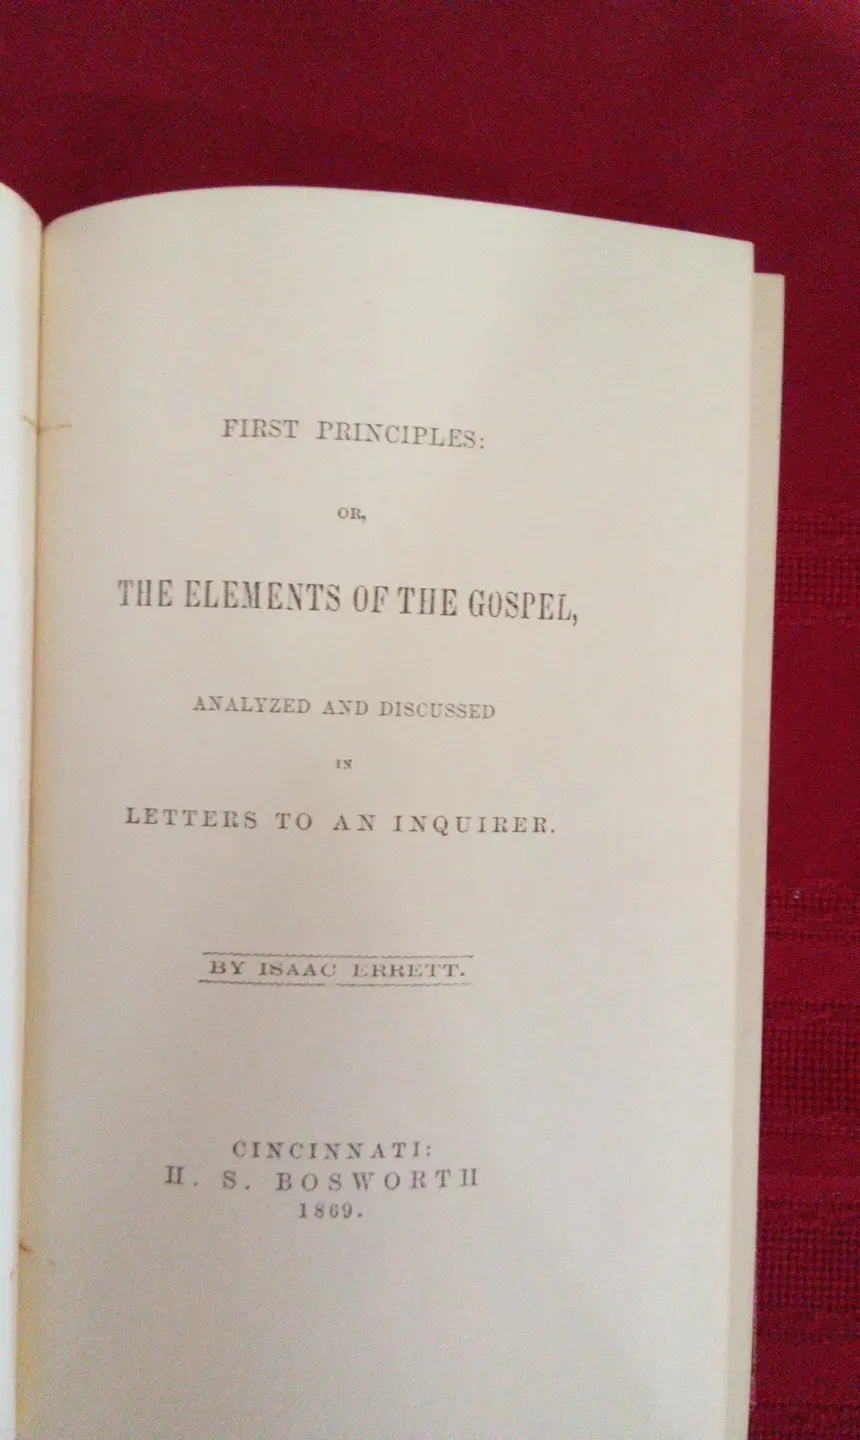 FIRST PRINCIPLES:
OR,
THE ELEMENTS OF THE GOSPEL,
ANALYZED AND DISCUSSED
IN
LETTERS TO AN INQUIRER.
BY ISAAC ERRETT.
CINCINNATI:
H. S. BOSWORTH
1869.